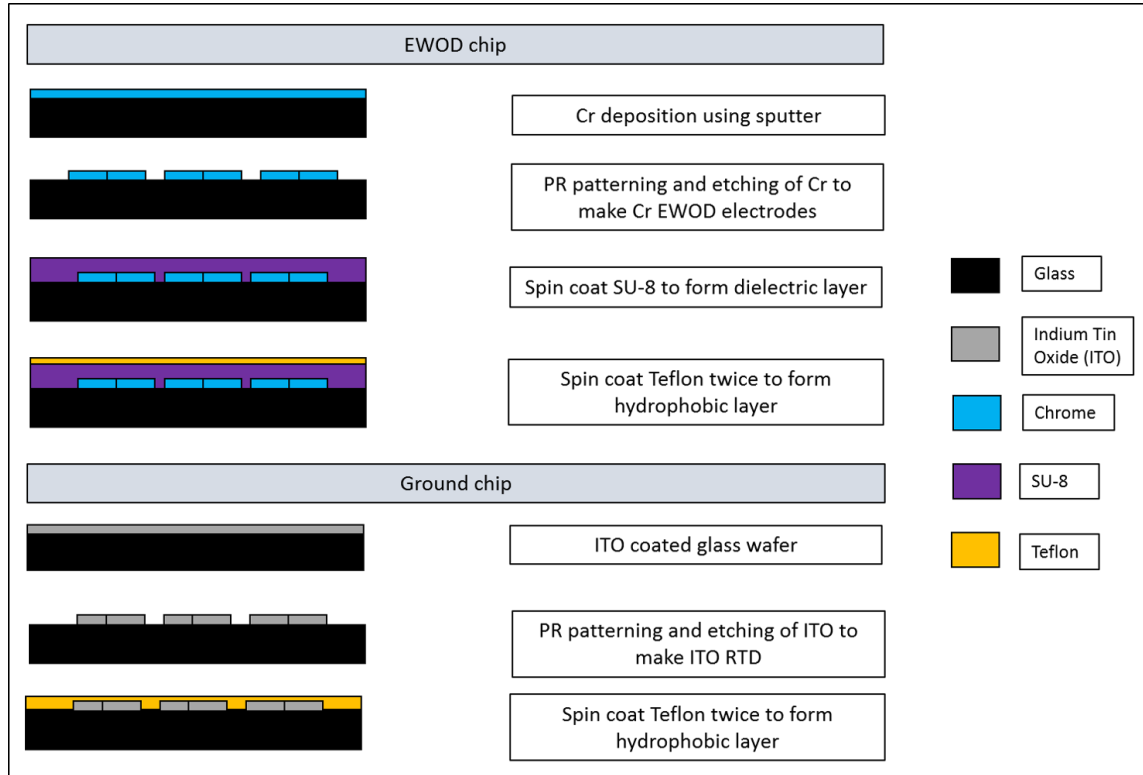 EWOD chip
Cr deposition using sputter
PR patterning and etching of Cr to
make Cr EWOD electrodes
Spin coat SU-8 to form dielectric layer
Spin coat Teflon twice to form
hydrophobic layer
Ground chip
ITO coated glass wafer
PR patterning and etching of ITO to
make ITO RTD
Spin coat Teflon twice to form
hydrophobic layer
Glass
Indium Tin
Oxide (ITO)
Chrome
SU-8
Teflon